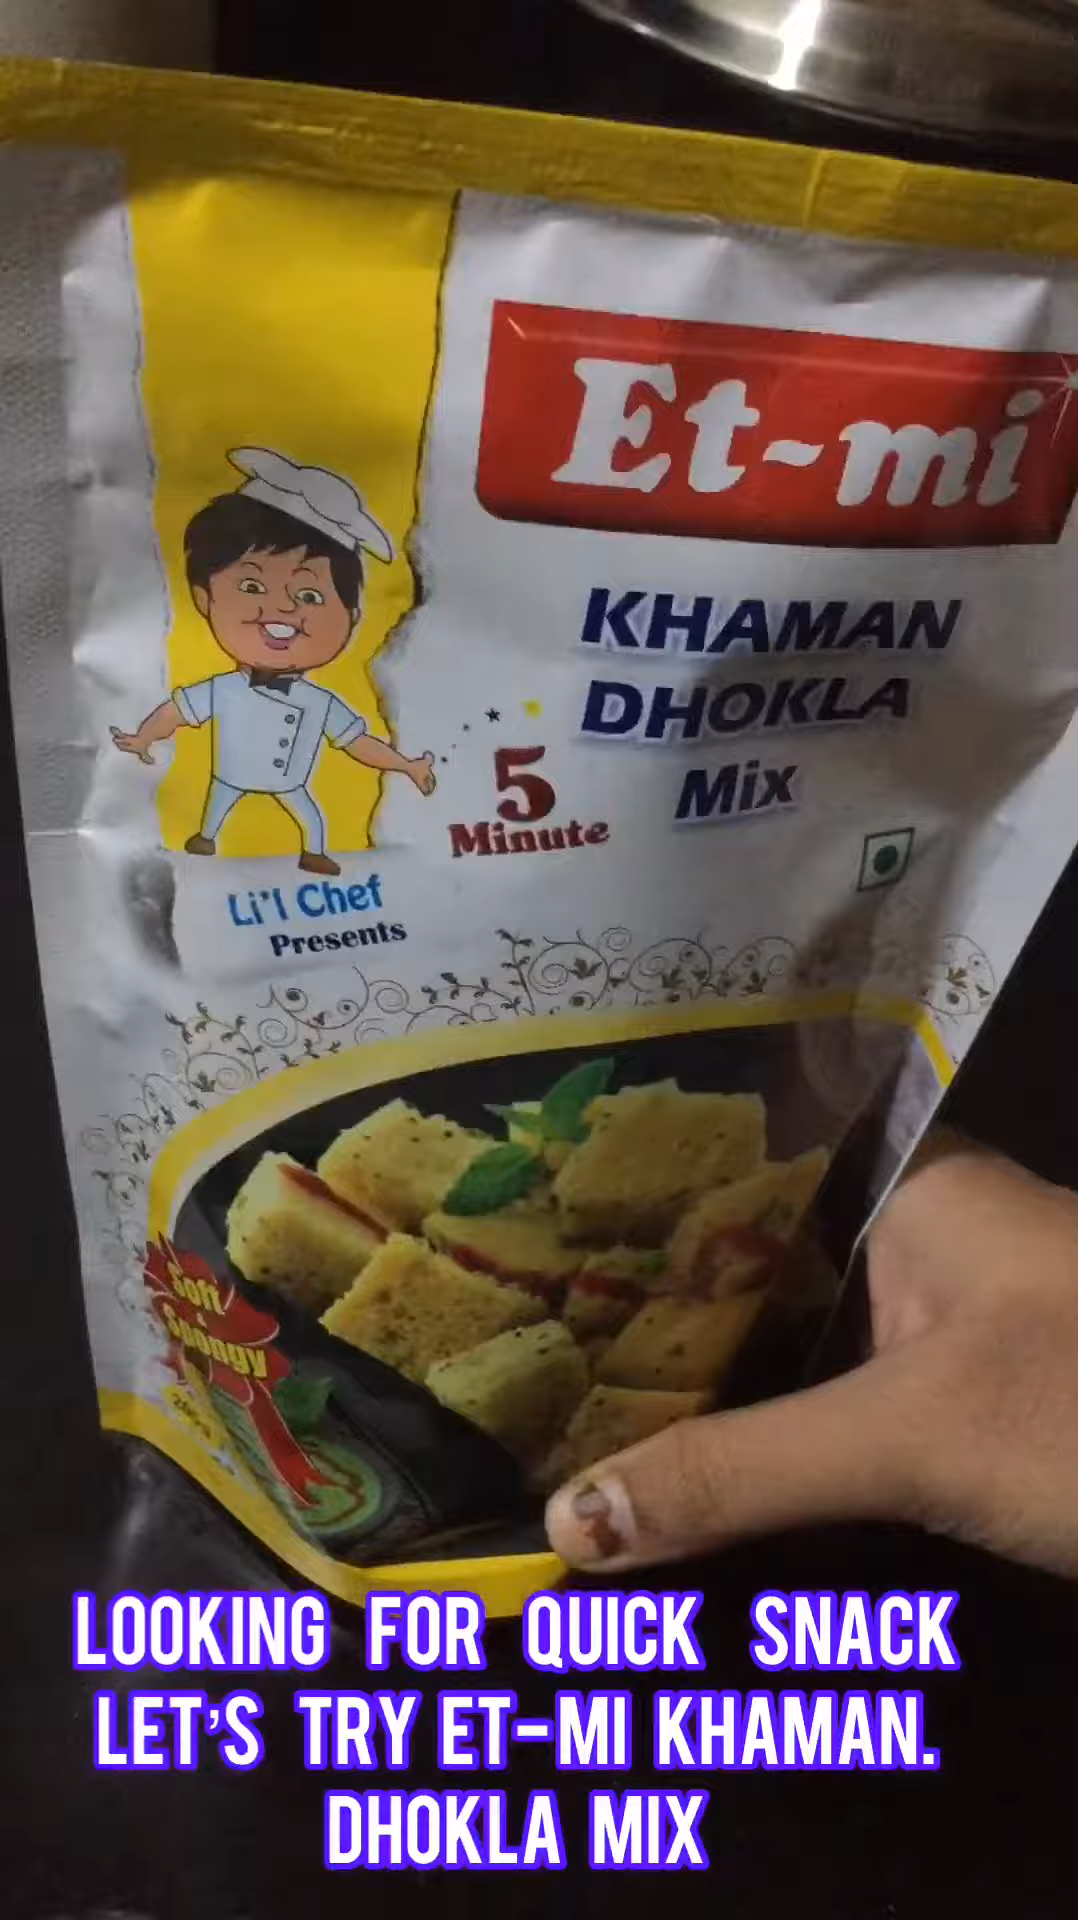 Et-mi
KHAMAN
DHOKLA
Mix
5
Minute
Li'l Chef
Presents
Soft
&
Spongy
LOOKING FOR QUICK SNACK
LET'S TRY ET-MI KHAMAN.
DHOKLA MIX